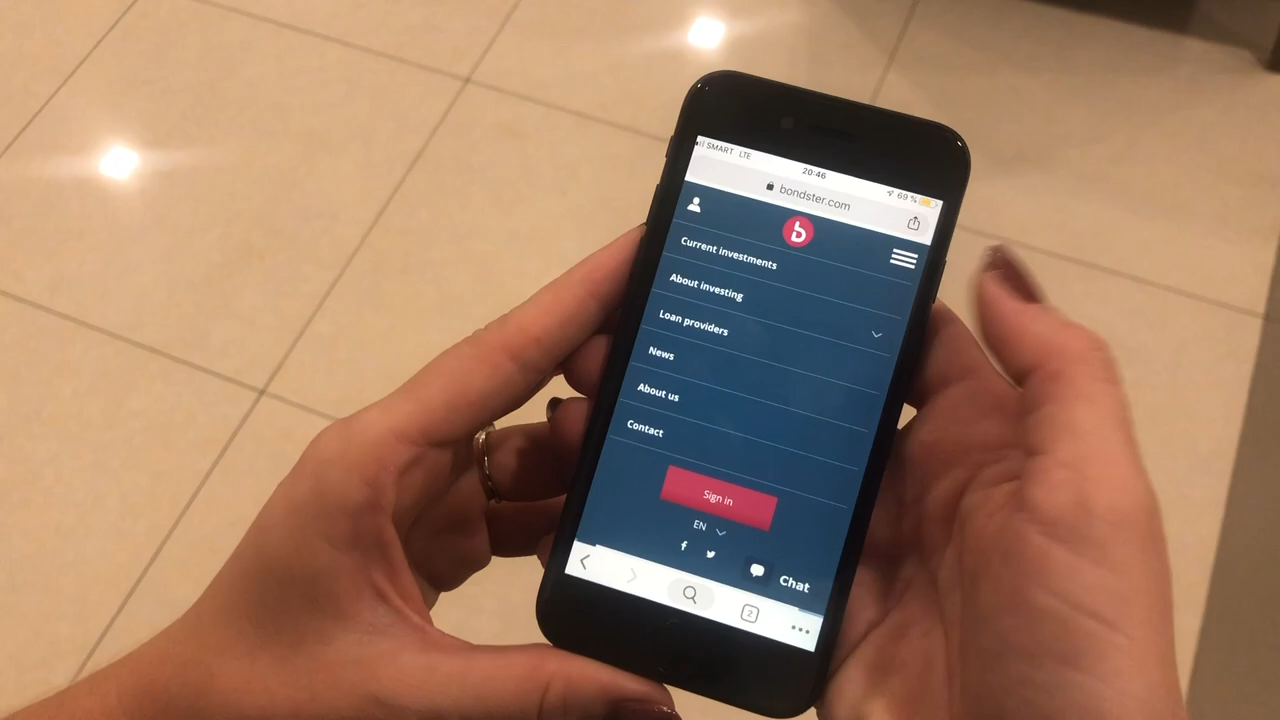 SMART LTE
20:46
69 %
bondster.com
b
Current investments
About investing
Loan providers
News
About us
Contact
Sign in
EN
Chat
2